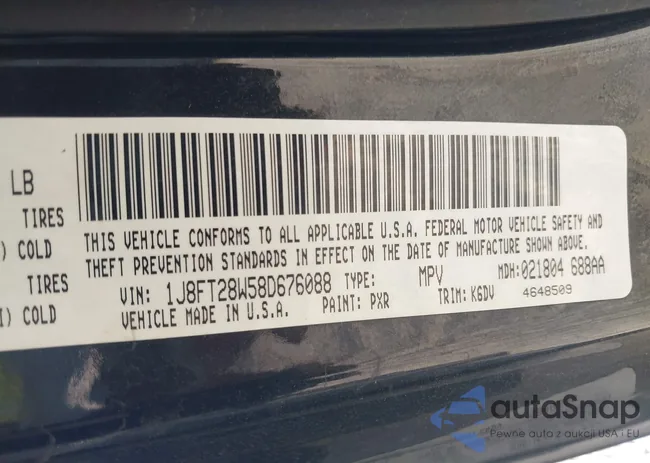 LB
TIRES
) COLD
TIRES
I) COLD
THIS VEHICLE CONFORMS TO ALL APPLICABLE U.S.A. FEDERAL MOTOR VEHICLE SAFETY AND
THEFT PREVENTION STANDARDS IN EFFECT ON THE DATE OF MANUFACTURE SHOWN ABOVE.
VIN: 1J8FT28W58D676088 TYPE: MPV MDH: 021804 688AA
VEHICLE MADE IN U.S.A. PAINT: PXR TRIM: K6DV 4648509
autaSnap
Pewne auto z aukcji USA i EU